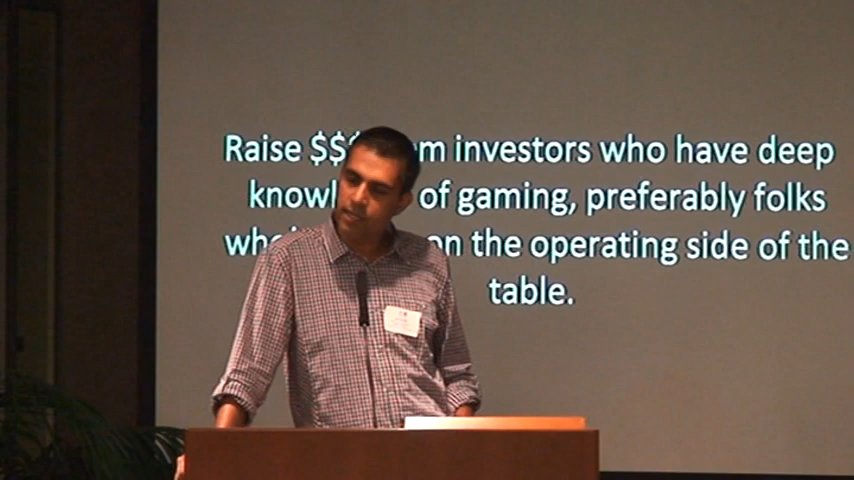 Raise $$$ investors who have deep
of gaming, preferably folks
on the operating side of the
table.